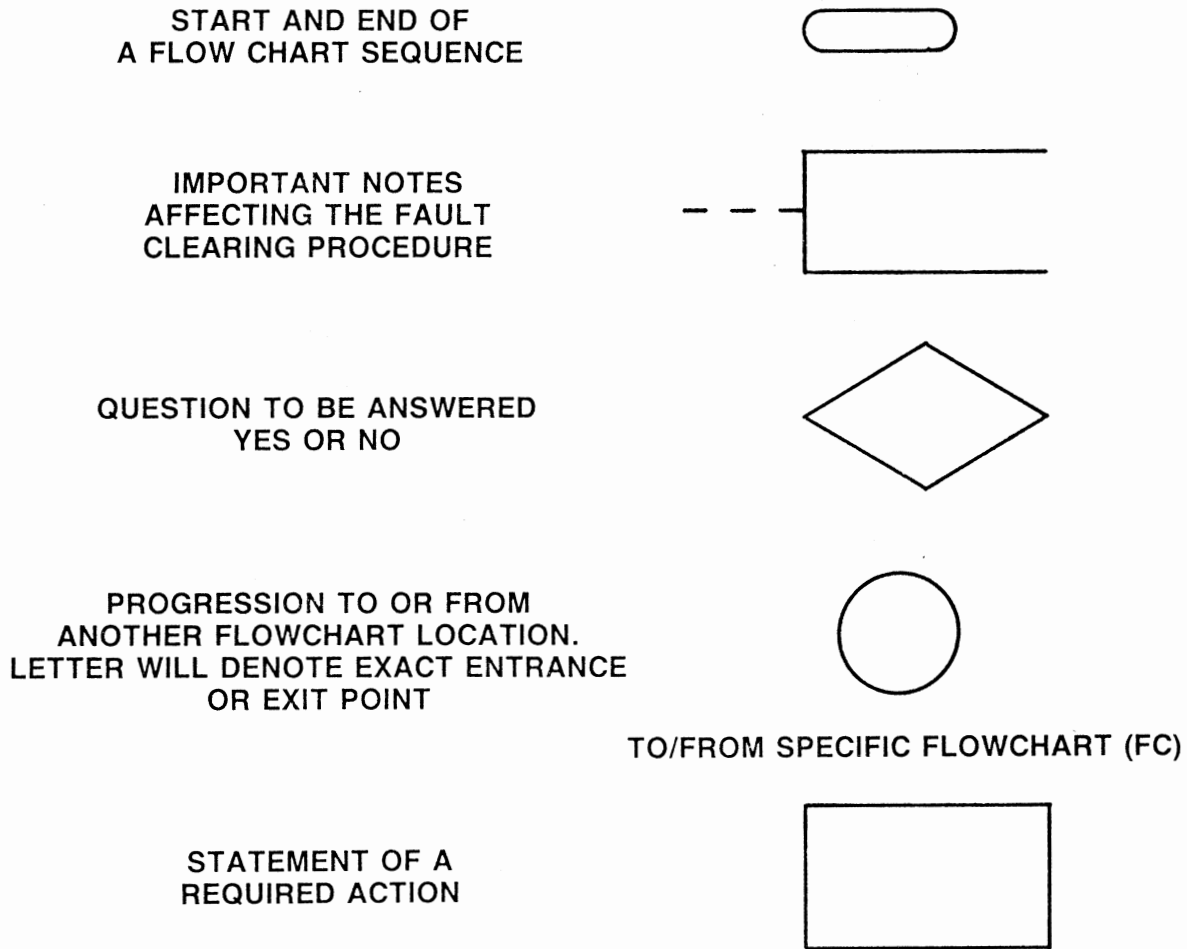 START AND END OF
A FLOW CHART SEQUENCE
IMPORTANT NOTES
AFFECTING THE FAULT
CLEARING PROCEDURE
QUESTION TO BE ANSWERED
YES OR NO
PROGRESSION TO OR FROM
ANOTHER FLOWCHART LOCATION.
LETTER WILL DENOTE EXACT ENTRANCE
OR EXIT POINT
TO/FROM SPECIFIC FLOWCHART (FC)
STATEMENT OF A
REQUIRED ACTION